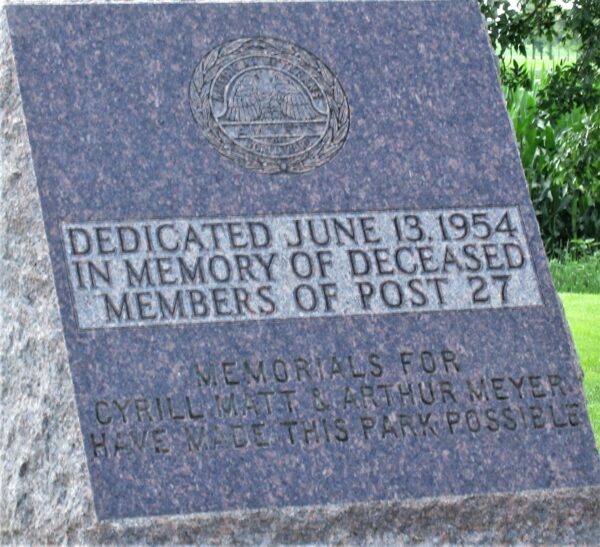 DEDICATED JUNE 13, 1954
IN MEMORY OF DECEASED
MEMBERS OF POST 27
MEMORIALS FOR
CYRILL MATT & ARTHUR MEYER
HAVE MADE THIS PARK POSSIBLE